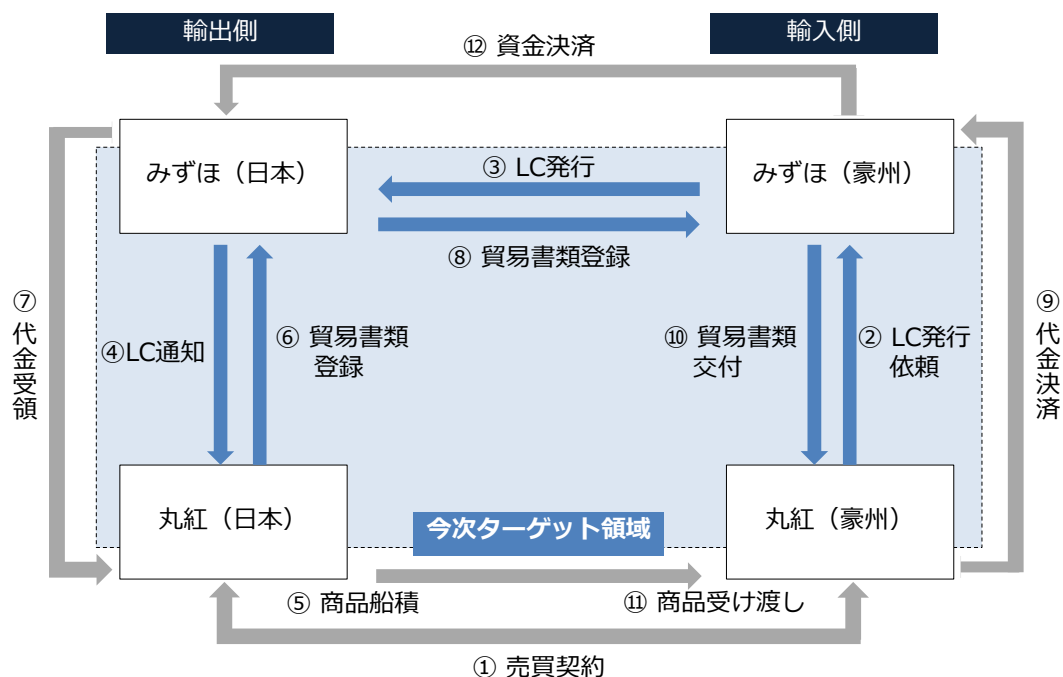 輸出側
輸入側
⑫ 資金決済
みずほ（日本）
みずほ（豪州）
③ LC発行
⑧ 貿易書類登録
⑦代金受領
④LC通知
⑥ 貿易書類
登録
⑩ 貿易書類
交付
② LC発行
依頼
⑨代金決済
丸紅（日本）
丸紅（豪州）
今次ターゲット領域
⑤ 商品船積
⑪ 商品受け渡し
① 売買契約